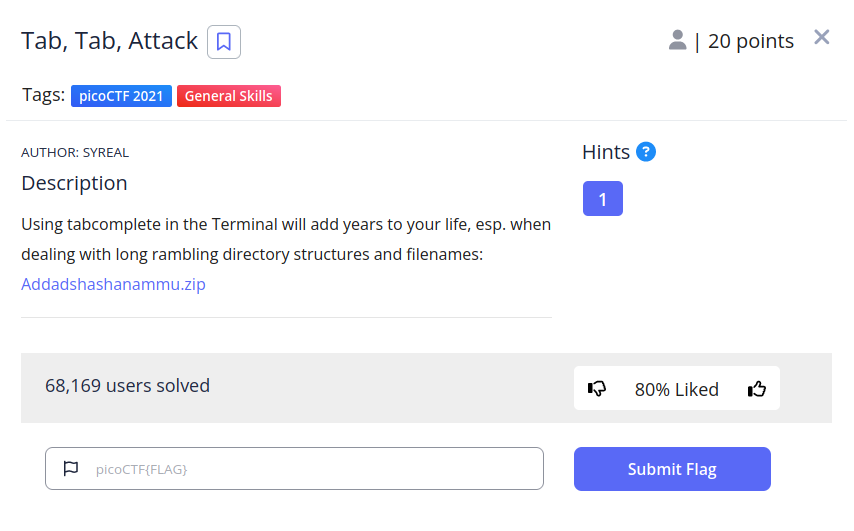 Tab, Tab, Attack
| 20 points
Tags: picoCTF 2021 General Skills
AUTHOR: SYREAL
Description
Using tabcomplete in the Terminal will add years to your life, esp. when
dealing with long rambling directory structures and filenames:
Addadshashanammu.zip
Hints ?
1
68,169 users solved
80% Liked
picoCTF{FLAG}
Submit Flag